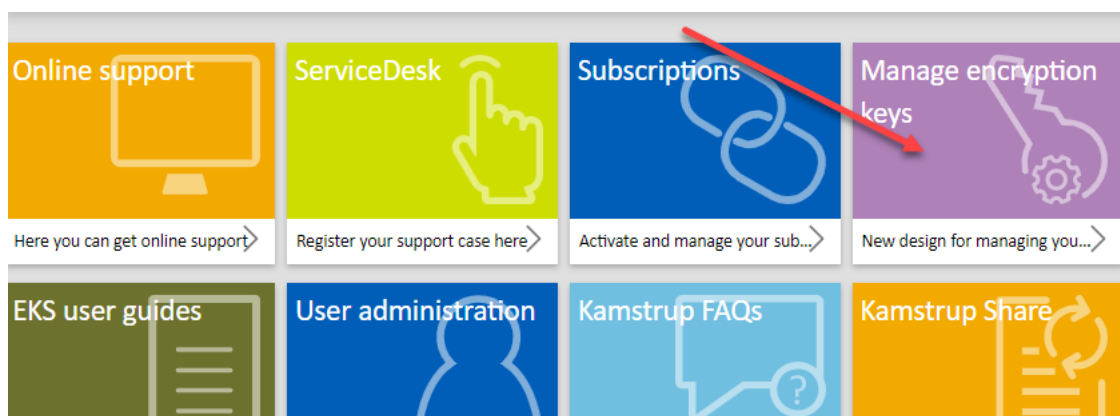 Online support
ServiceDesk
Subscriptions
Manage encryption
keys
Here you can get online support
Register your support case here
Activate and manage your sub...
New design for managing you...
EKS user guides
User administration
Kamstrup FAQs
?
Kamstrup Share